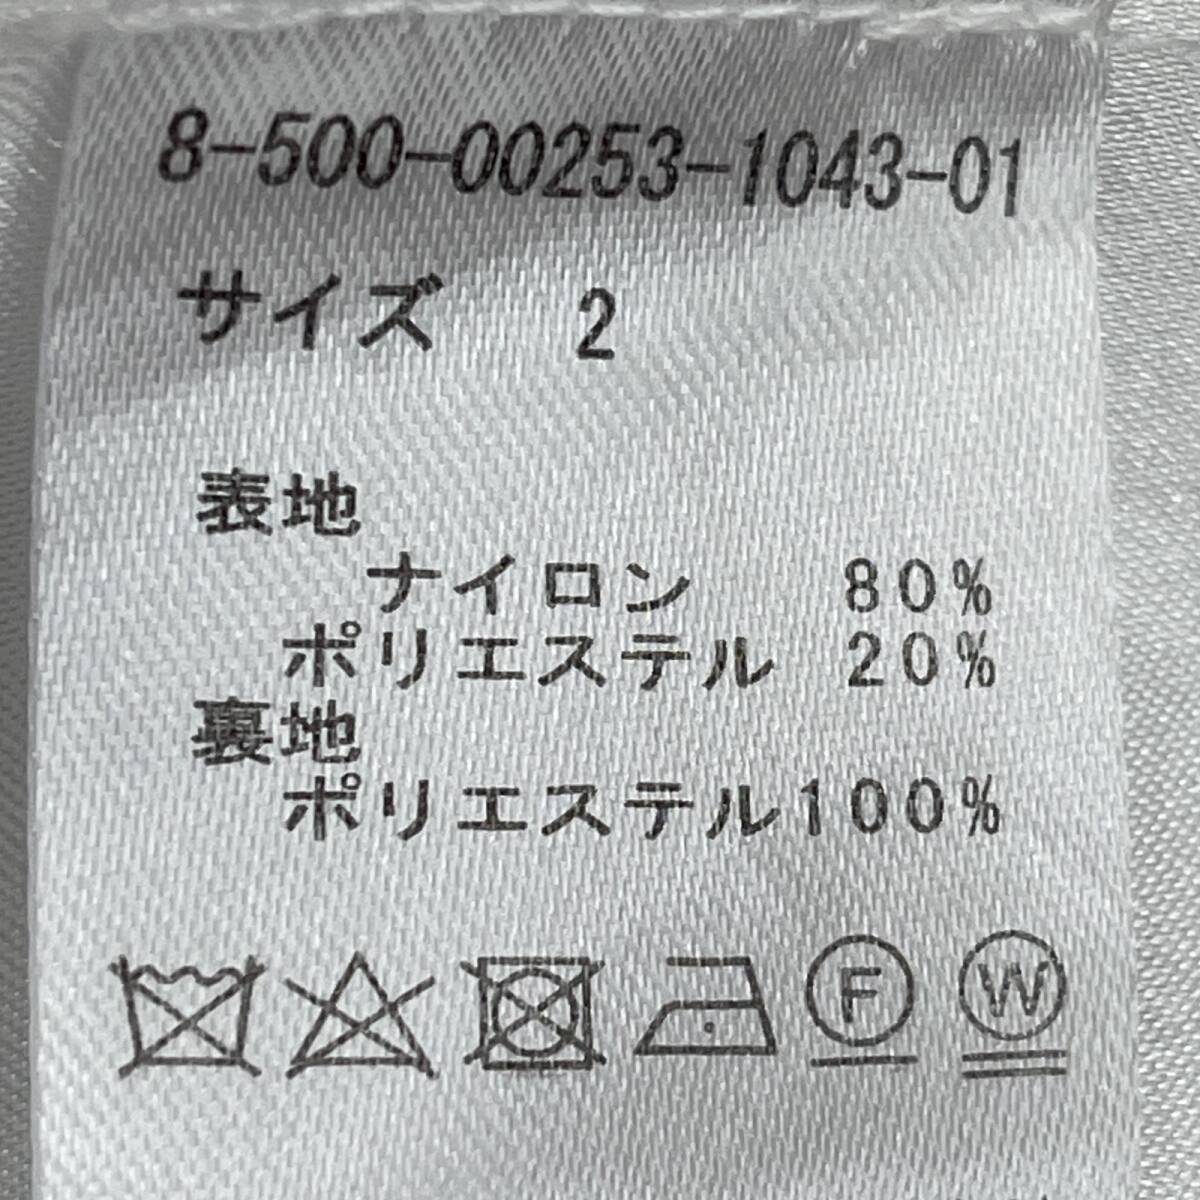 8-500-00253-1043-01
サイズ 2
表地
ナイロン 80%
ポリエステル 20%
裏地
ポリエステル100%
F W